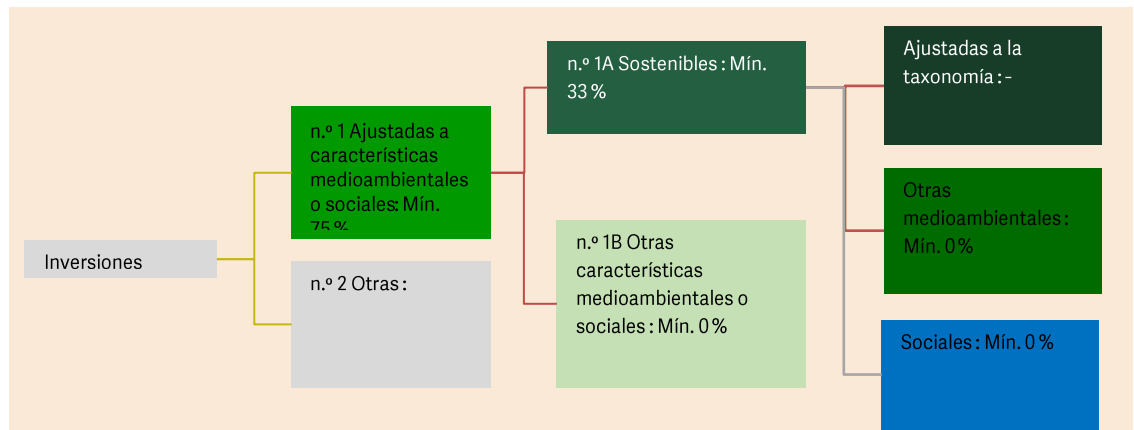 Inversiones
n.º 1 Ajustadas a
características
medioambientales
o sociales: Mín.
75 %
n.º 2 Otras :
n.º 1A Sostenibles : Mín.
33 %
n.º 1B Otras
características
medioambientales o
sociales : Mín. 0 %
Ajustadas a la
taxonomía : -
Otras
medioambientales :
Mín. 0 %
Sociales : Mín. 0 %